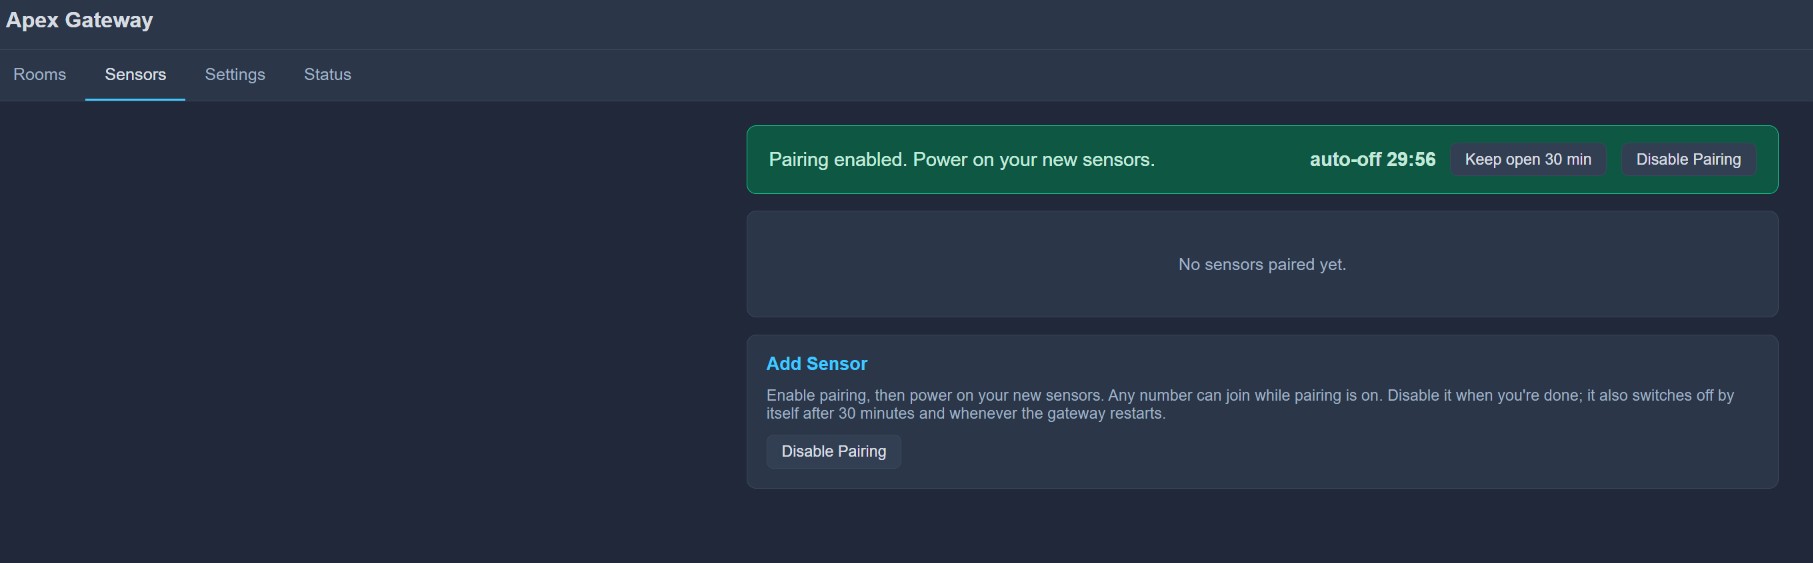 Apex Gateway
Rooms Sensors Settings Status
Pairing enabled. Power on your new sensors. auto-off 29:56 Keep open 30 min Disable Pairing
No sensors paired yet.
Add Sensor
Enable pairing, then power on your new sensors. Any number can join while pairing is on. Disable it when you're done; it also switches off by
itself after 30 minutes and whenever the gateway restarts.
Disable Pairing